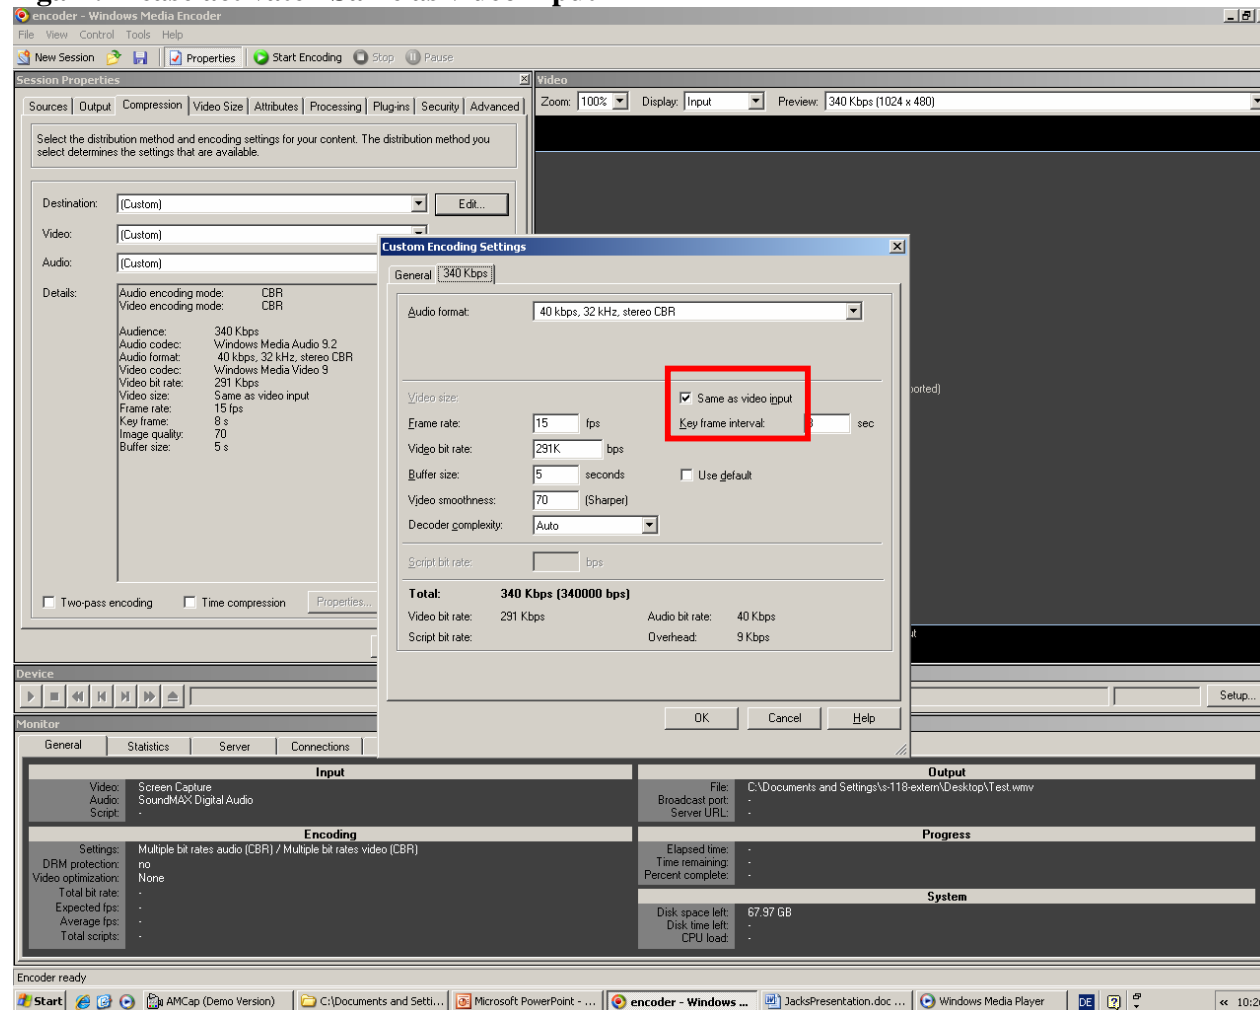 encoder - Windows Media Encoder
File View Control Tools Help
New Session Properties Start Encoding Stop Pause
Session Properties
Video
Sources Output Compression Video Size Attributes Processing Plug-ins Security Advanced
Zoom: 100% Display: Input Preview: 340 Kbps (1024 x 480)
Select the distribution method and encoding settings for your content. The distribution method you
select determines the settings that are available.
Destination: (Custom) Edit...
Video: (Custom)
Audio: (Custom)
Details:
Audio encoding mode: CBR
Video encoding mode: CBR
Audience: 340 Kbps
Audio codec: Windows Media Audio 9.2
Audio format: 40 kbps, 32 kHz, stereo CBR
Video codec: Windows Media Video 9
Video bit rate: 291 Kbps
Video size: Same as video input
Frame rate: 15 fps
Key frame: 8 s
Image quality: 70
Buffer size: 5 s
Two-pass encoding Time compression Properties...
Custom Encoding Settings
General 340 Kbps
Audio format: 40 kbps, 32 kHz, stereo CBR
Video size: Same as video input
Frame rate: 15 fps Key frame interval: sec
Video bit rate: 291K bps
Buffer size: 5 seconds Use default
Video smoothness: 70 (Sharper)
Decoder complexity: Auto
Script bit rate: bps
Total: 340 Kbps (340000 bps)
Video bit rate: 291 Kbps Audio bit rate: 40 Kbps
Script bit rate: Overhead: 9 Kbps
OK Cancel Help
Device
Setup...
Monitor
General Statistics Server Connections
Input
Video: Screen Capture
Audio: SoundMAX Digital Audio
Script: -
Output
File: C:\Documents and Settings\s-118-extern\Desktop\Test.wmv
Broadcast port: -
Server URL: -
Encoding
Settings: Multiple bit rates audio (CBR) / Multiple bit rates video (CBR)
DRM protection: no
Video optimization: None
Total bit rate: -
Expected fps: -
Average fps: -
Total scripts: -
Progress
Elapsed time: -
Time remaining: -
Percent complete: -
System
Disk space left: 67.97 GB
Disk time left: -
CPU load: -
Encoder ready
Start AMCap (Demo Version) C:\Documents and Setti... Microsoft PowerPoint - ... encoder - Windows ... JacksPresentation.doc ... Windows Media Player DE